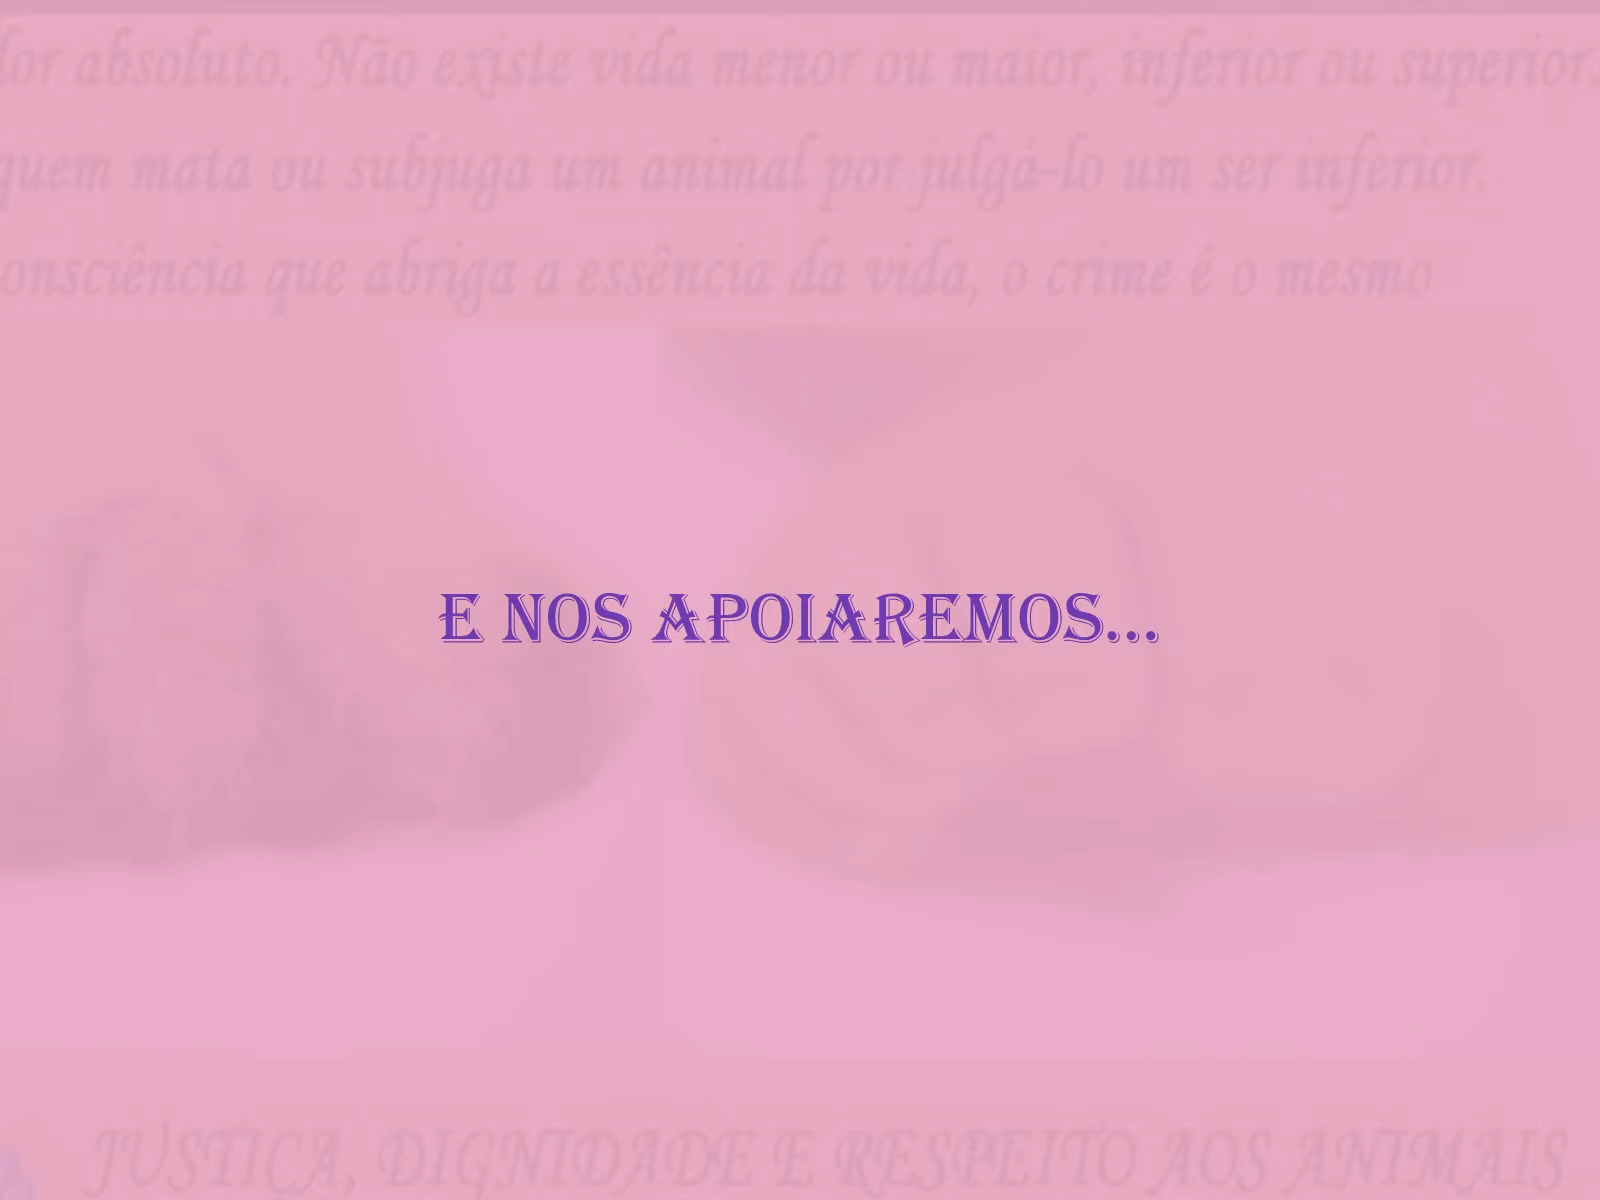 lor absoluto. Não existe vida menor ou maior, inferior ou superior.
quem mata ou subjuga um animal por julgá-lo um ser inferior.
onsciência que abriga a essência da vida, o crime é o mesmo
E NOS APOIAREMOS...
JUSTIÇA, DIGNIDADE E RESPEITO AOS ANIMAIS